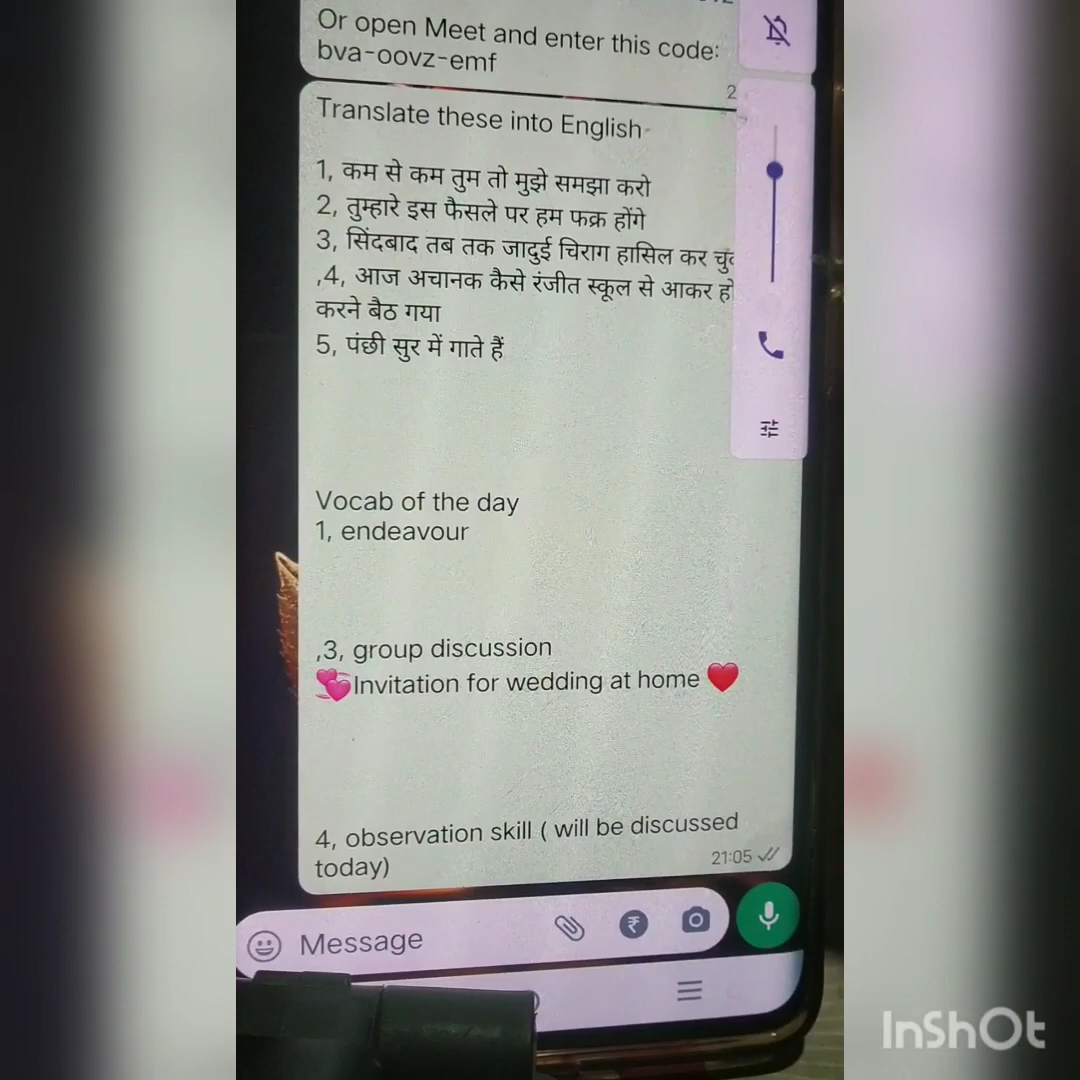 Or open Meet and enter this code:
bva-oovz-emf
2
Translate these into English
1, कम से कम तुम तो मुझे समझा करो
2, तुम्हारे इस फैसले पर हम फक्र होंगे
3, सिंदबाद तब तक जादुई चिराग हासिल कर
,4, आज अचानक कैसे रंजीत स्कूल से आकर
करने बैठ गया
5, पंछी सुर में गाते हैं
Vocab of the day
1, endeavour
,3, group discussion
💞Invitation for wedding at home ❤️
4, observation skill ( will be discussed
today)
21:05
Message
InShOt